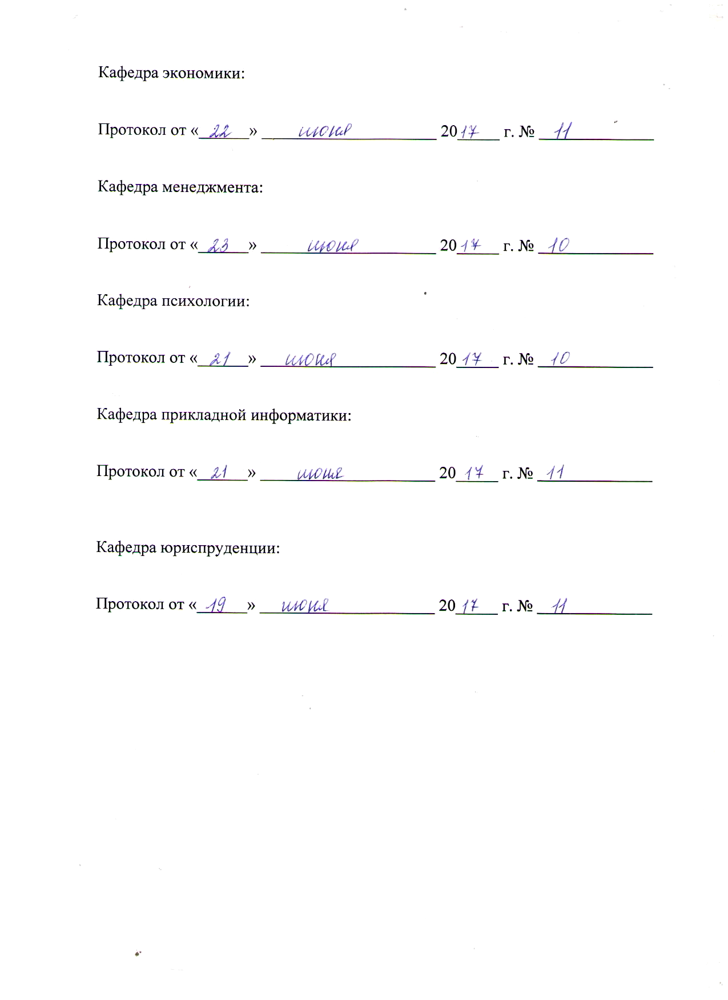 Кафедра экономики:
Протокол от «22» июня 2017 г. № 11
Кафедра менеджмента:
Протокол от «23» июня 2017 г. № 10
Кафедра психологии:
Протокол от «21» июня 2017 г. № 10
Кафедра прикладной информатики:
Протокол от «21» июня 2017 г. № 11
Кафедра юриспруденции:
Протокол от «19» июня 2017 г. № 11